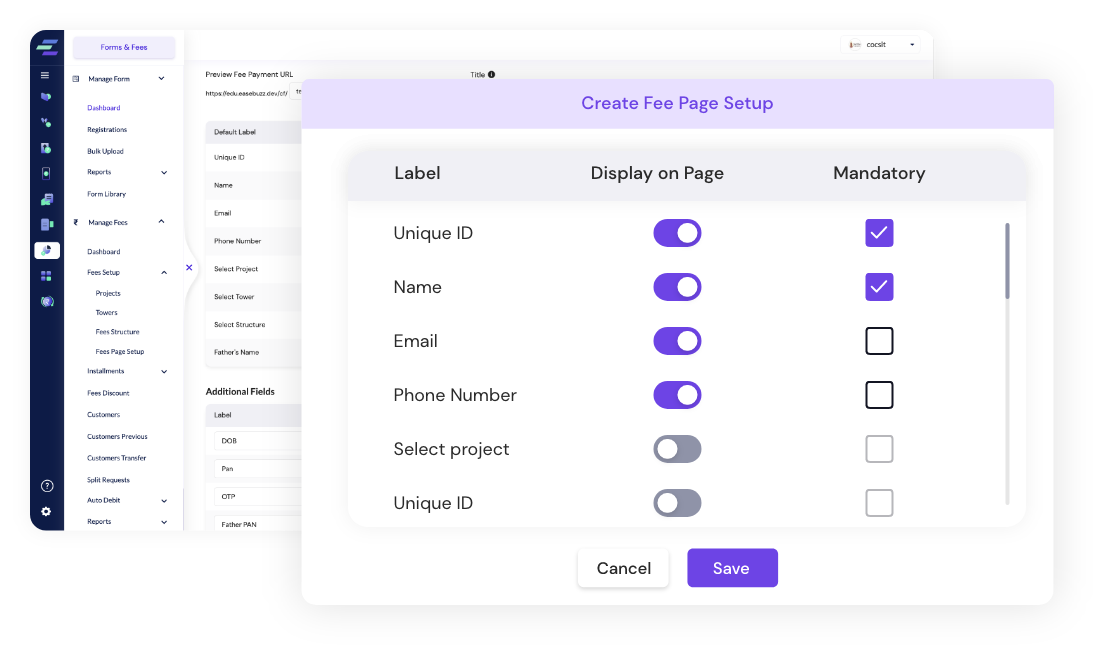 Forms & Fees
cocsit
Manage Form
Dashboard
Registrations
Bulk Upload
Reports
Form Library
₹ Manage Fees
Dashboard
Fees Setup
Projects
Towers
Fees Structure
Fees Page Setup
Installments
Fees Discount
Customers
Customers Previous
Customers Transfer
Split Requests
Auto Debit
Reports
?
Preview Fee Payment URL
Title
https://edu.easebuzz.dev/cf/
Default Label
Unique ID
Name
Email
Phone Number
Select Project
Select Tower
Select Structure
Father's Name
Additional Fields
Label
DOB
Pan
OTP
Father PAN
Create Fee Page Setup
Label Display on Page Mandatory
Unique ID
Name
Email
Phone Number
Select project
Unique ID
Cancel Save